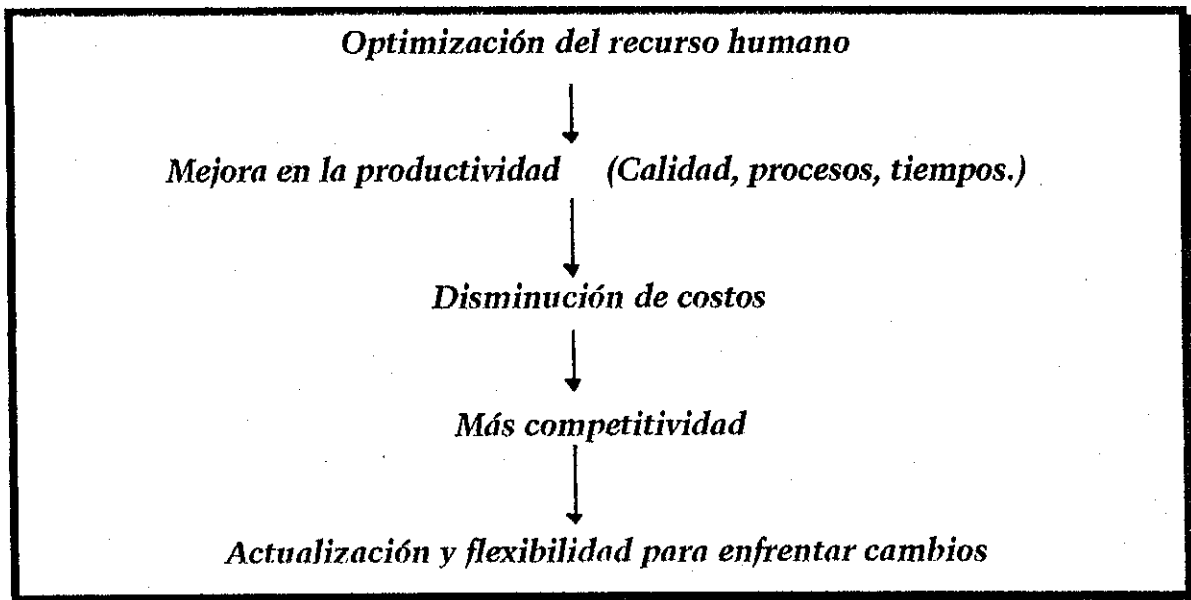 Optimización del recurso humano
Mejora en la productividad (Calidad, procesos, tiempos.)
Disminución de costos
Más competitividad
Actualización y flexibilidad para enfrentar cambios